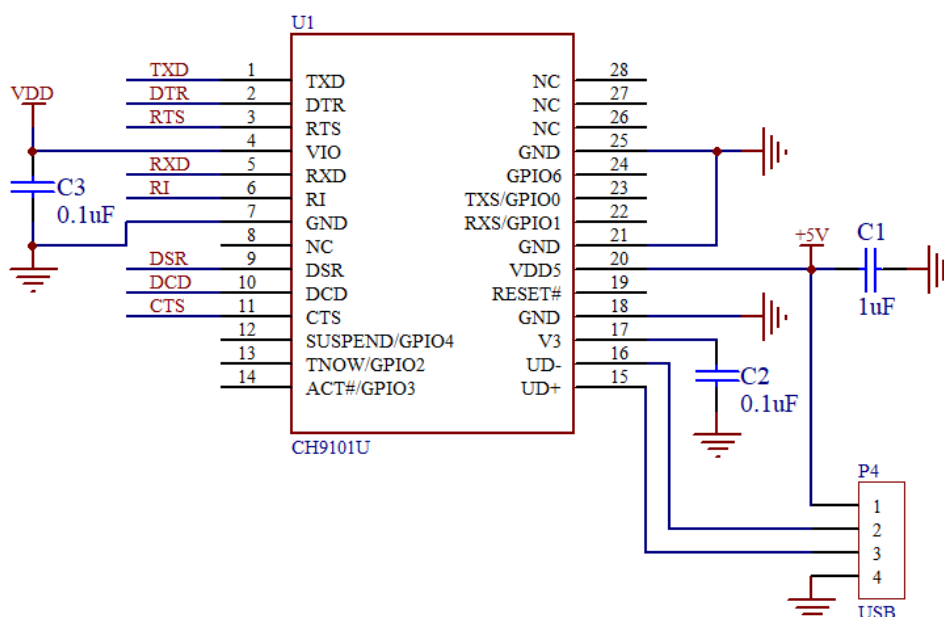 U1
TXD 1 TXD NC 28
DTR 2 DTR NC 27
RTS 3 RTS NC 26
VDD
4 VIO GND 25
RXD 5 RXD GPIO6 24
RI 6 RI TXS/GPIO0 23
C3
0.1uF
7 GND RXS/GPIO1 22
8 NC GND 21
DSR 9 DSR VDD5 20
+5V
C1
1uF
DCD 10 DCD RESET# 19
CTS 11 CTS GND 18
12 SUSPEND/GPIO4 V3 17
13 TNOW/GPIO2 UD- 16
14 ACT#/GPIO3 UD+ 15
C2
0.1uF
CH9101U
P4
1
2
3
4
USB